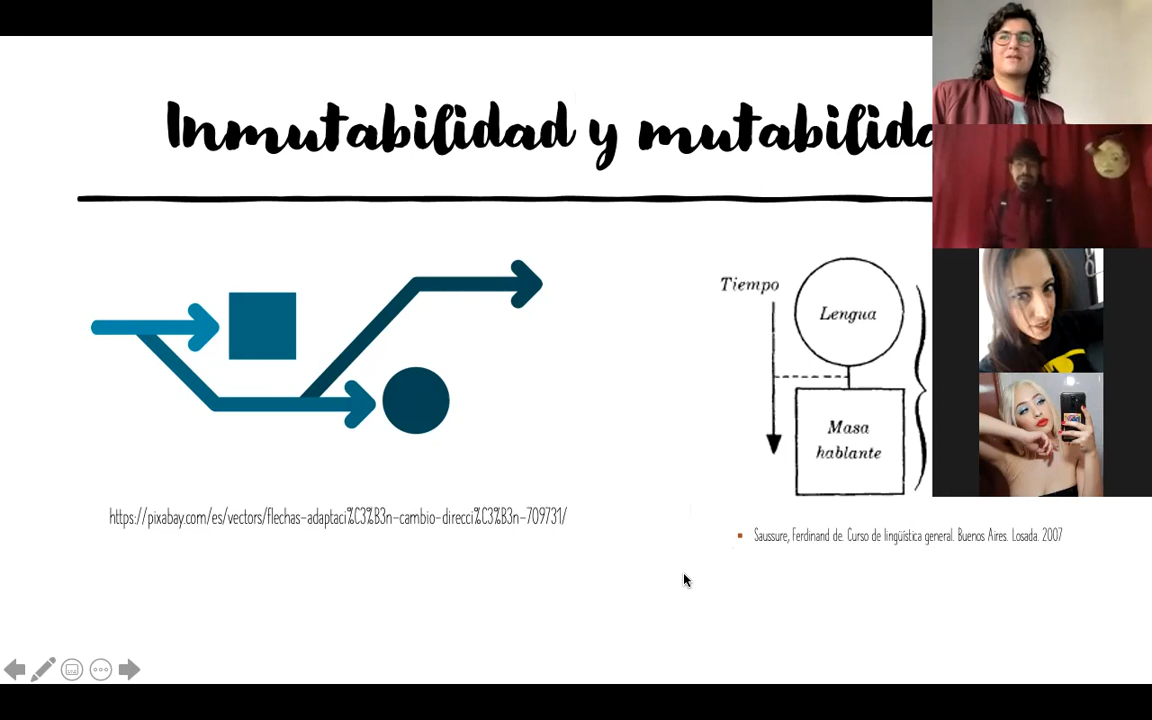 Inmutabilidad y mutabilida
Tiempo
Lengua
Masa
hablante
https://pixabay.com/es/vectors/flechas-adaptaci%C3%B3n-cambio-direcci%C3%B3n-709731/
Saussure, Ferdinand de. Curso de lingüística general. Buenos Aires. Losada. 2007